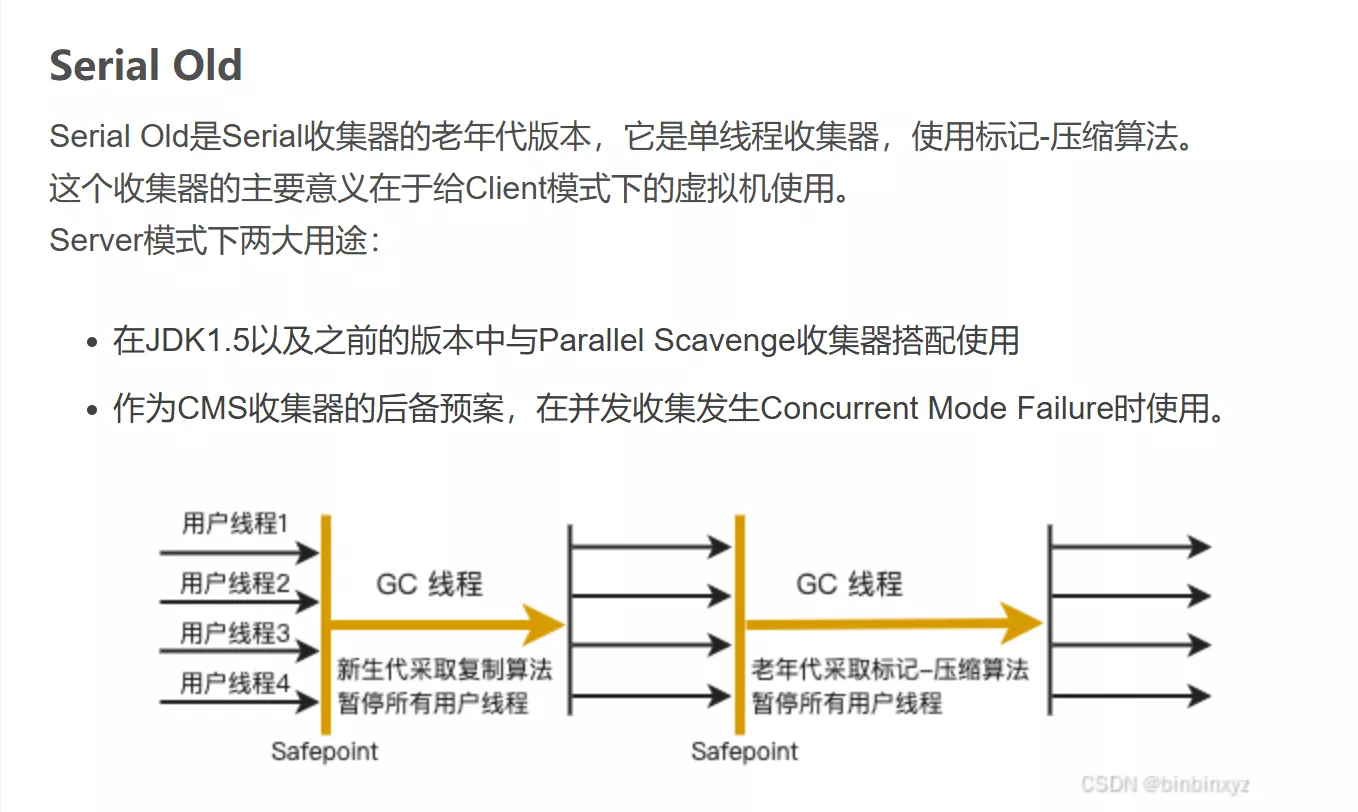 Serial Old
Serial Old是Serial收集器的老年代版本，它是单线程收集器，使用标记-压缩算法。
这个收集器的主要意义在于给Client模式下的虚拟机使用。
Server模式下两大用途：
在JDK1.5以及之前的版本中与Parallel Scavenge收集器搭配使用
作为CMS收集器的后备预案，在并发收集发生Concurrent Mode Failure时使用。
用户线程1
用户线程2
用户线程3
用户线程4
GC 线程
新生代采取复制算法
暂停所有用户线程
Safepoint
GC 线程
老年代采取标记–压缩算法
暂停所有用户线程
Safepoint
CSDN @binbinxyz